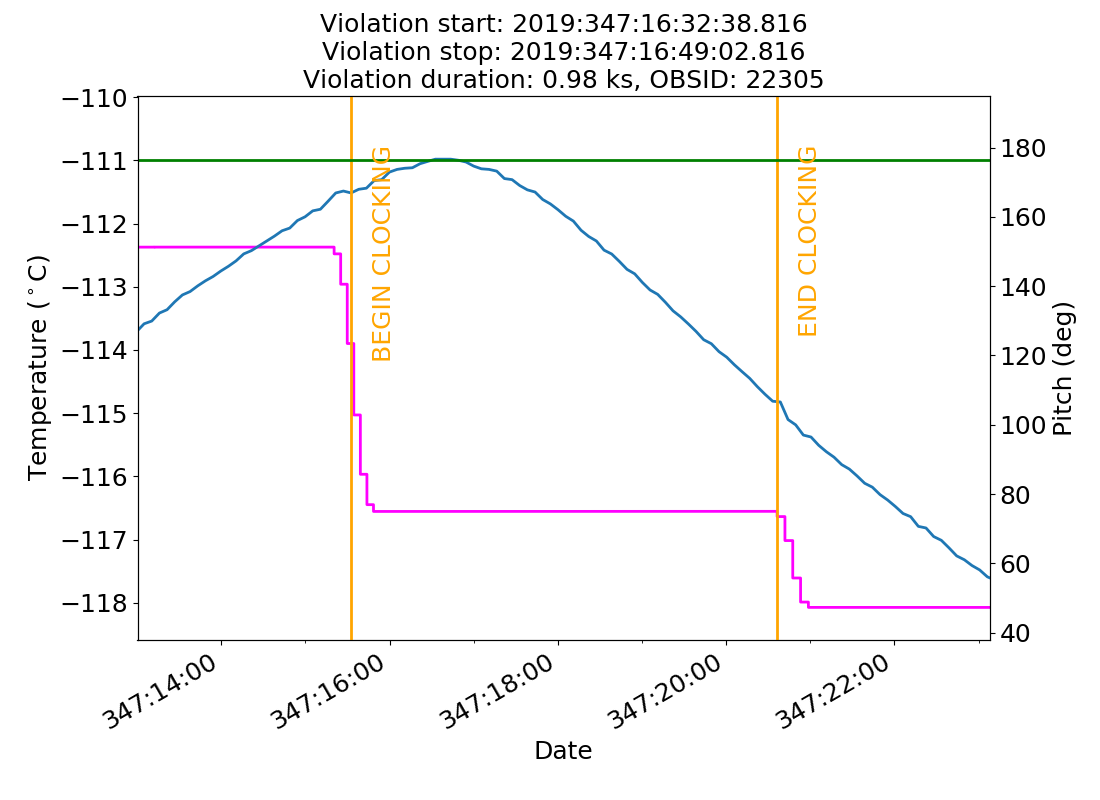 Violation start: 2019:347:16:32:38.816
Violation stop: 2019:347:16:49:02.816
Violation duration: 0.98 ks, OBSID: 22305
−110
−111
−112
−113
−114
−115
−116
−117
−118
Temperature (°C)
BEGIN CLOCKING
END CLOCKING
180
160
140
120
100
80
60
40
Pitch (deg)
347:14:00
347:16:00
347:18:00
347:20:00
347:22:00
Date